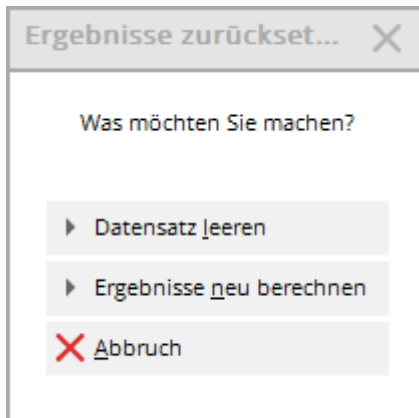 Ergebnisse zurückset...
Was möchten Sie machen?
Datensatz leeren
Ergebnisse neu berechnen
Abbruch